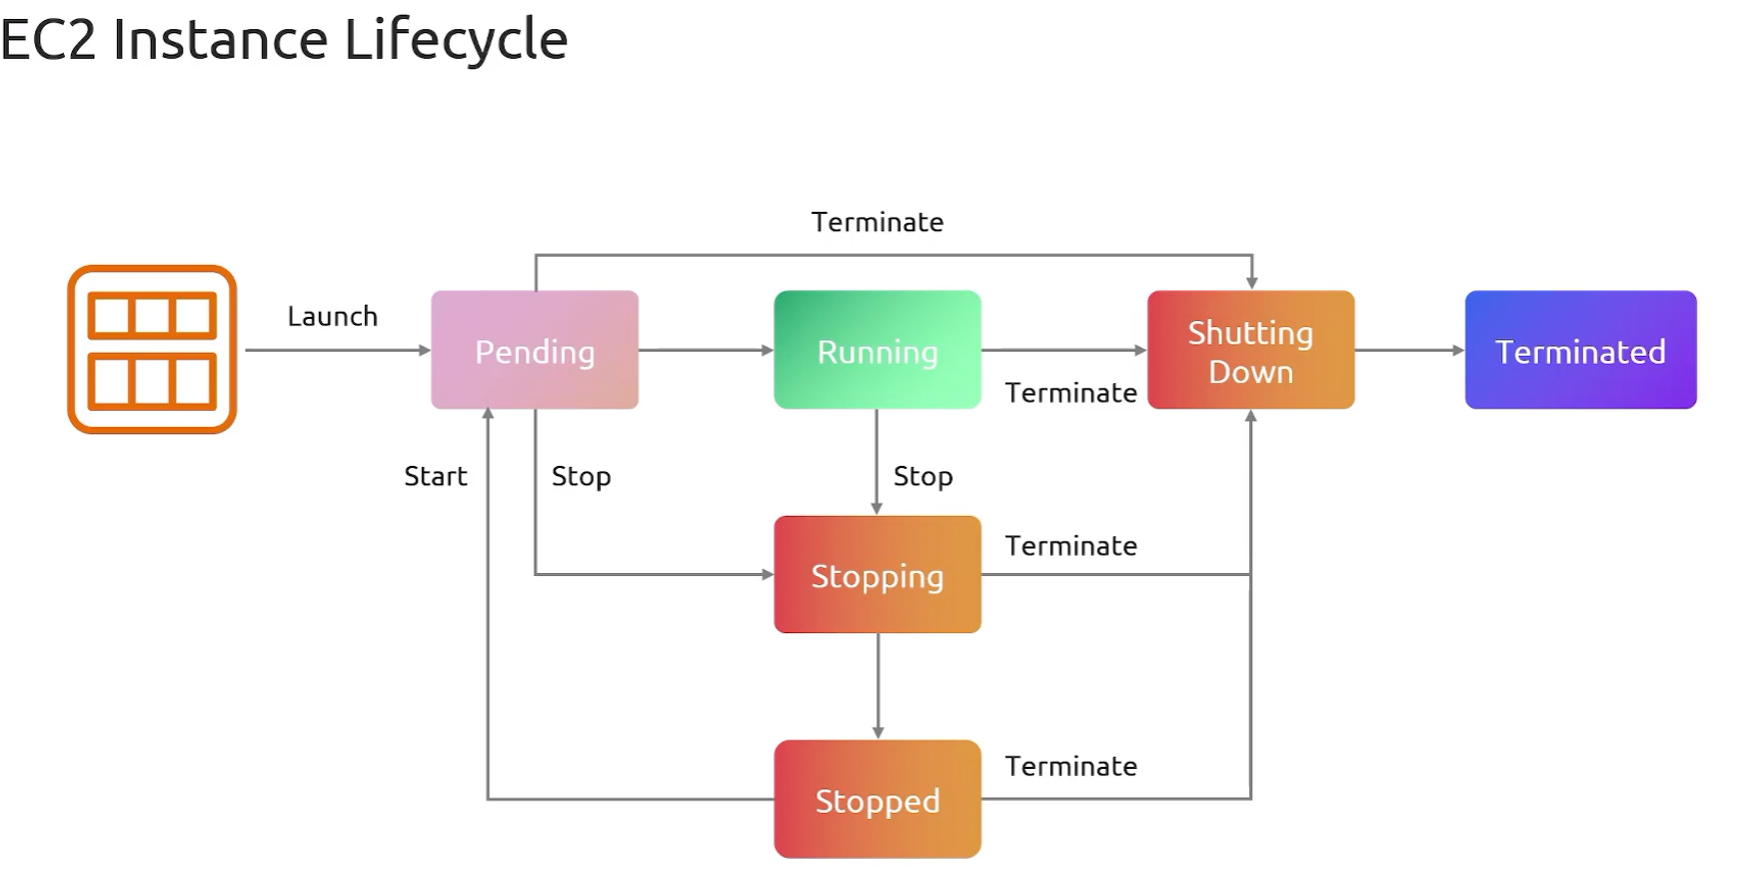 EC2 Instance Lifecycle
Terminate
Launch
Pending
Running
Terminate
Shutting
Down
Terminated
Start
Stop
Stop
Stopping
Terminate
Stopped
Terminate